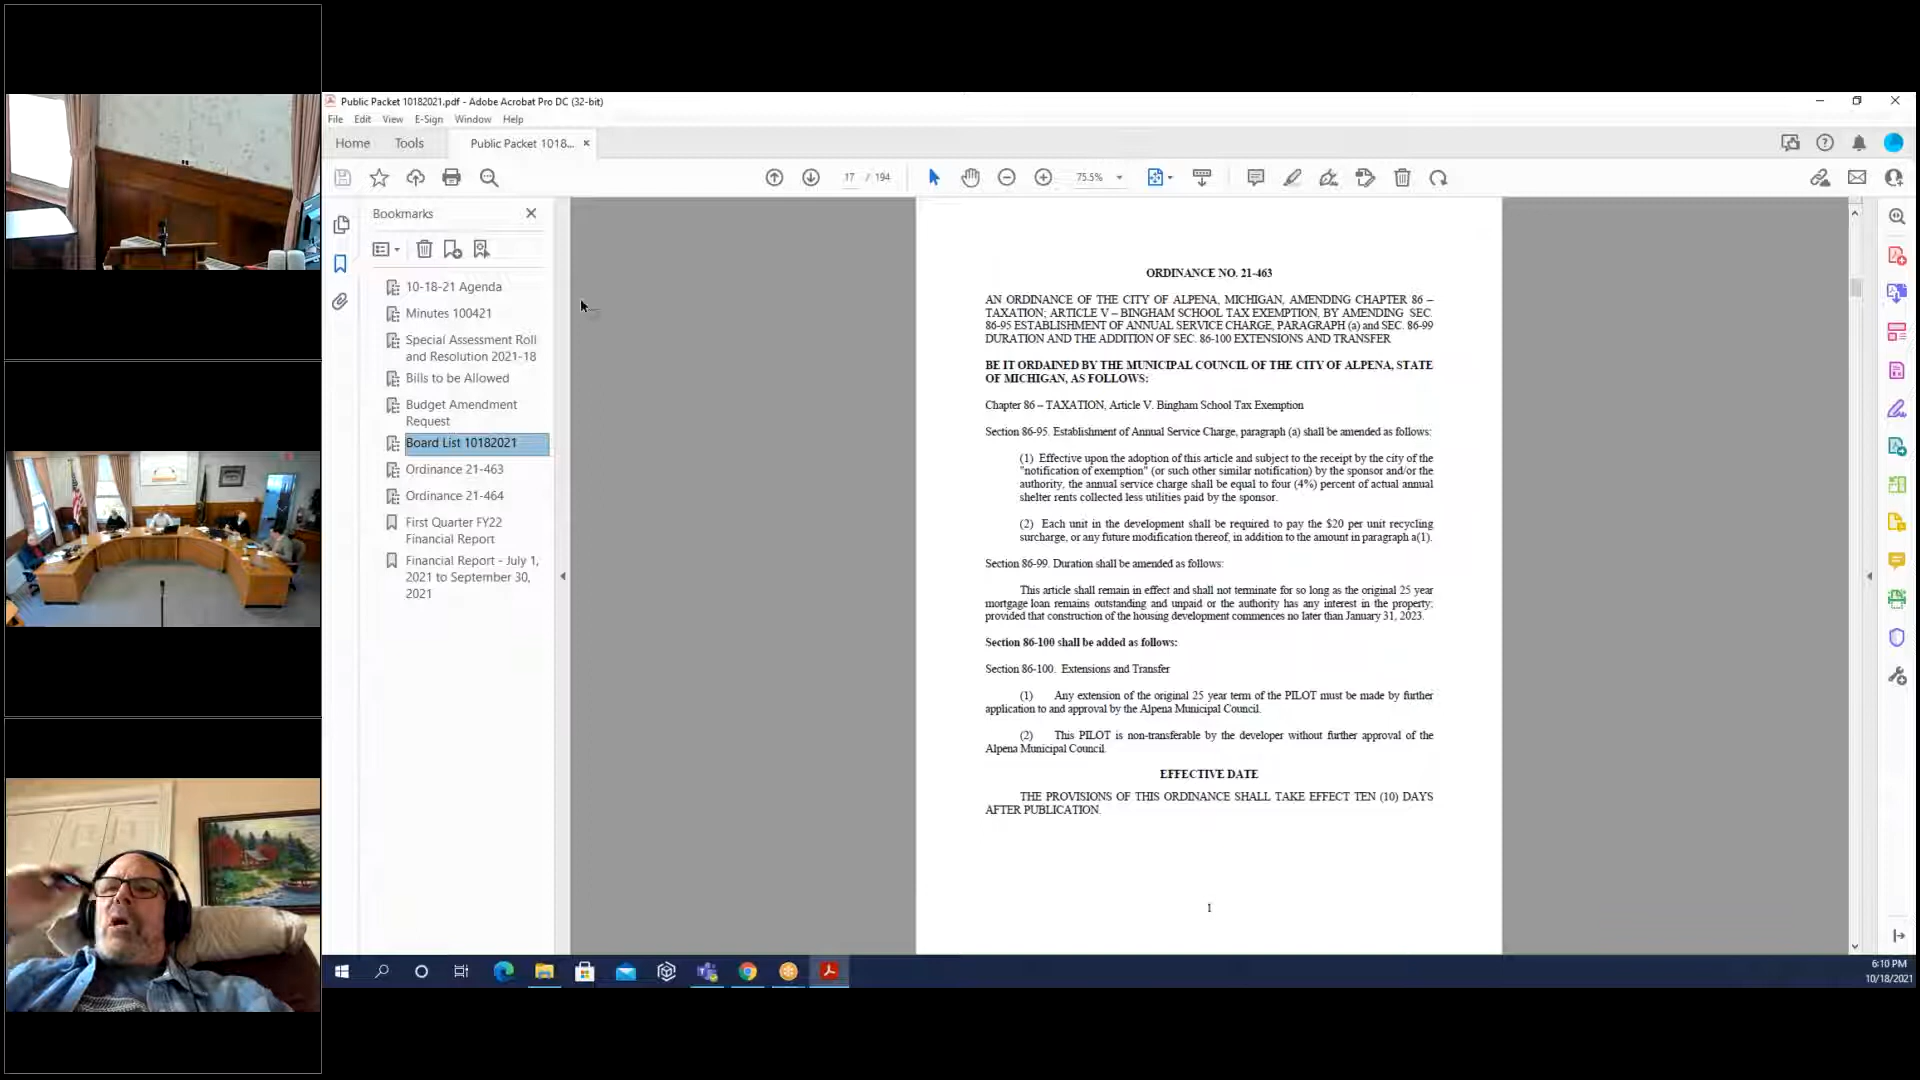 Public Packet 10182021.pdf - Adobe Acrobat Pro DC (32-bit)
File Edit View E-Sign Window Help
Home Tools Public Packet 1018... ×
17 / 194 75.5%
Bookmarks
10-18-21 Agenda
Minutes 100421
Special Assessment Roll
and Resolution 2021-18
Bills to be Allowed
Budget Amendment
Request
Board List 10182021
Ordinance 21-463
Ordinance 21-464
First Quarter FY22
Financial Report
Financial Report - July 1,
2021 to September 30,
2021
ORDINANCE NO. 21-463
AN ORDINANCE OF THE CITY OF ALPENA, MICHIGAN, AMENDING CHAPTER 86 –
TAXATION; ARTICLE V – BINGHAM SCHOOL TAX EXEMPTION, BY AMENDING SEC.
86-95 ESTABLISHMENT OF ANNUAL SERVICE CHARGE, PARAGRAPH (a) and SEC. 86-99
DURATION AND THE ADDITION OF SEC. 86-100 EXTENSIONS AND TRANSFER
BE IT ORDAINED BY THE MUNICIPAL COUNCIL OF THE CITY OF ALPENA, STATE
OF MICHIGAN, AS FOLLOWS:
Chapter 86 – TAXATION, Article V. Bingham School Tax Exemption
Section 86-95. Establishment of Annual Service Charge, paragraph (a) shall be amended as follows:
(1) Effective upon the adoption of this article and subject to the receipt by the city of the
"notification of exemption" (or such other similar notification) by the sponsor and/or the
authority, the annual service charge shall be equal to four (4%) percent of actual annual
shelter rents collected less utilities paid by the sponsor.
(2) Each unit in the development shall be required to pay the $20 per unit recycling
surcharge, or any future modification thereof, in addition to the amount in paragraph a(1).
Section 86-99. Duration shall be amended as follows:
This article shall remain in effect and shall not terminate for so long as the original 25 year
mortgage loan remains outstanding and unpaid or the authority has any interest in the property;
provided that construction of the housing development commences no later than January 31, 2023.
Section 86-100 shall be added as follows:
Section 86-100. Extensions and Transfer
(1) Any extension of the original 25 year term of the PILOT must be made by further
application to and approval by the Alpena Municipal Council.
(2) This PILOT is non-transferable by the developer without further approval of the
Alpena Municipal Council.
EFFECTIVE DATE
THE PROVISIONS OF THIS ORDINANCE SHALL TAKE EFFECT TEN (10) DAYS
AFTER PUBLICATION.
1
6:10 PM
10/18/2021